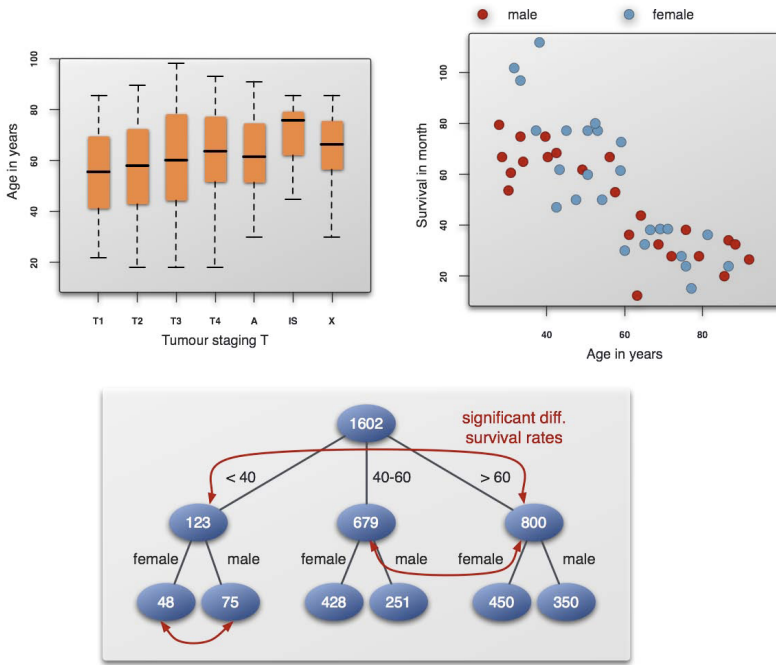 male
female
Age in years
100
80
60
40
20
T1
T2
T3
T4
A
IS
X
Tumour staging T
Survival in month
100
80
60
40
20
40
60
80
Age in years
significant diff.
survival rates
1602
< 40
40-60
> 60
123
679
800
female
male
female
male
female
male
48
75
428
251
450
350